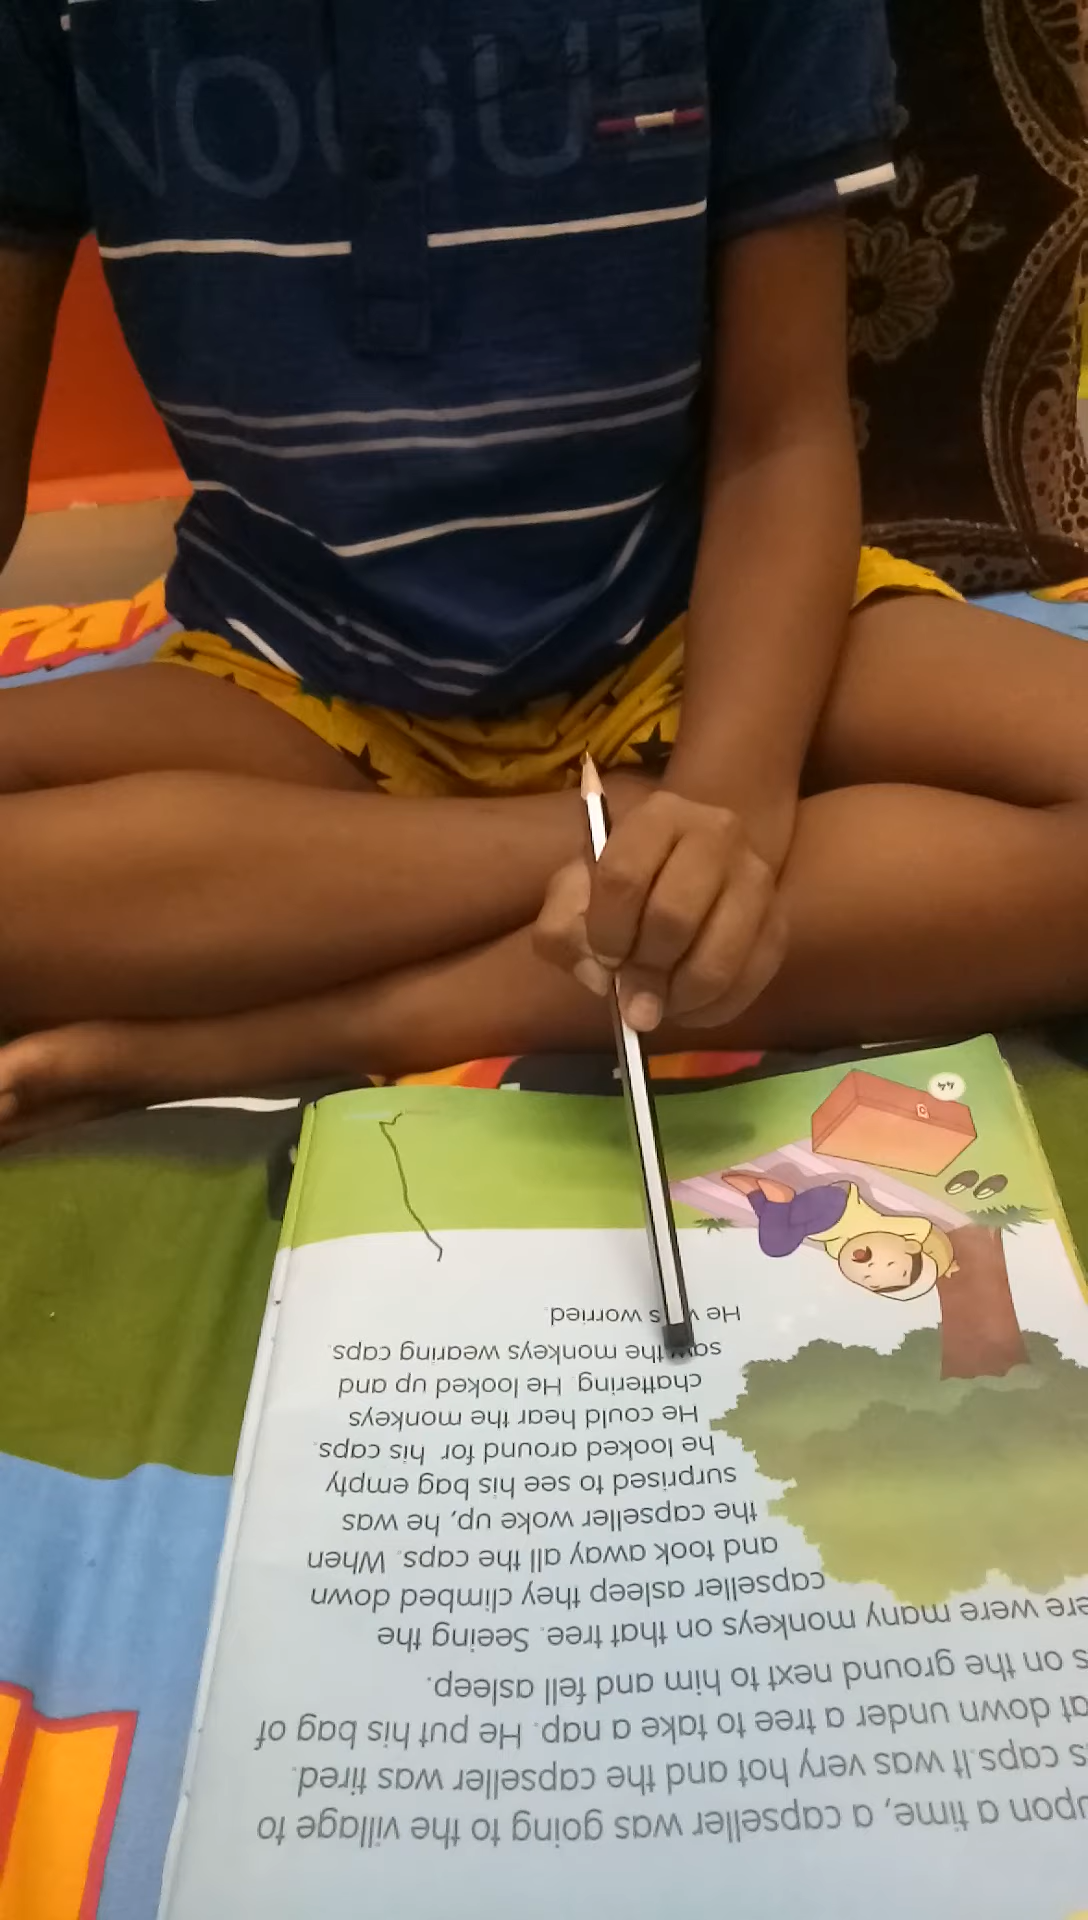 upon a time, a capseller was going to the village to
caps.It was very hot and the capseller was tired.
down under a tree to take a nap. He put his bag of
on the ground next to him and fell asleep.
were many monkeys on that tree. Seeing the
capseller asleep they climbed down
and took away all the caps. When
the capseller woke up, he was
surprised to see his bag empty
he looked around for his caps.
He could hear the monkeys
chattering. He looked up and
saw the monkeys wearing caps.
He worried.
44
VOGUE
PAT